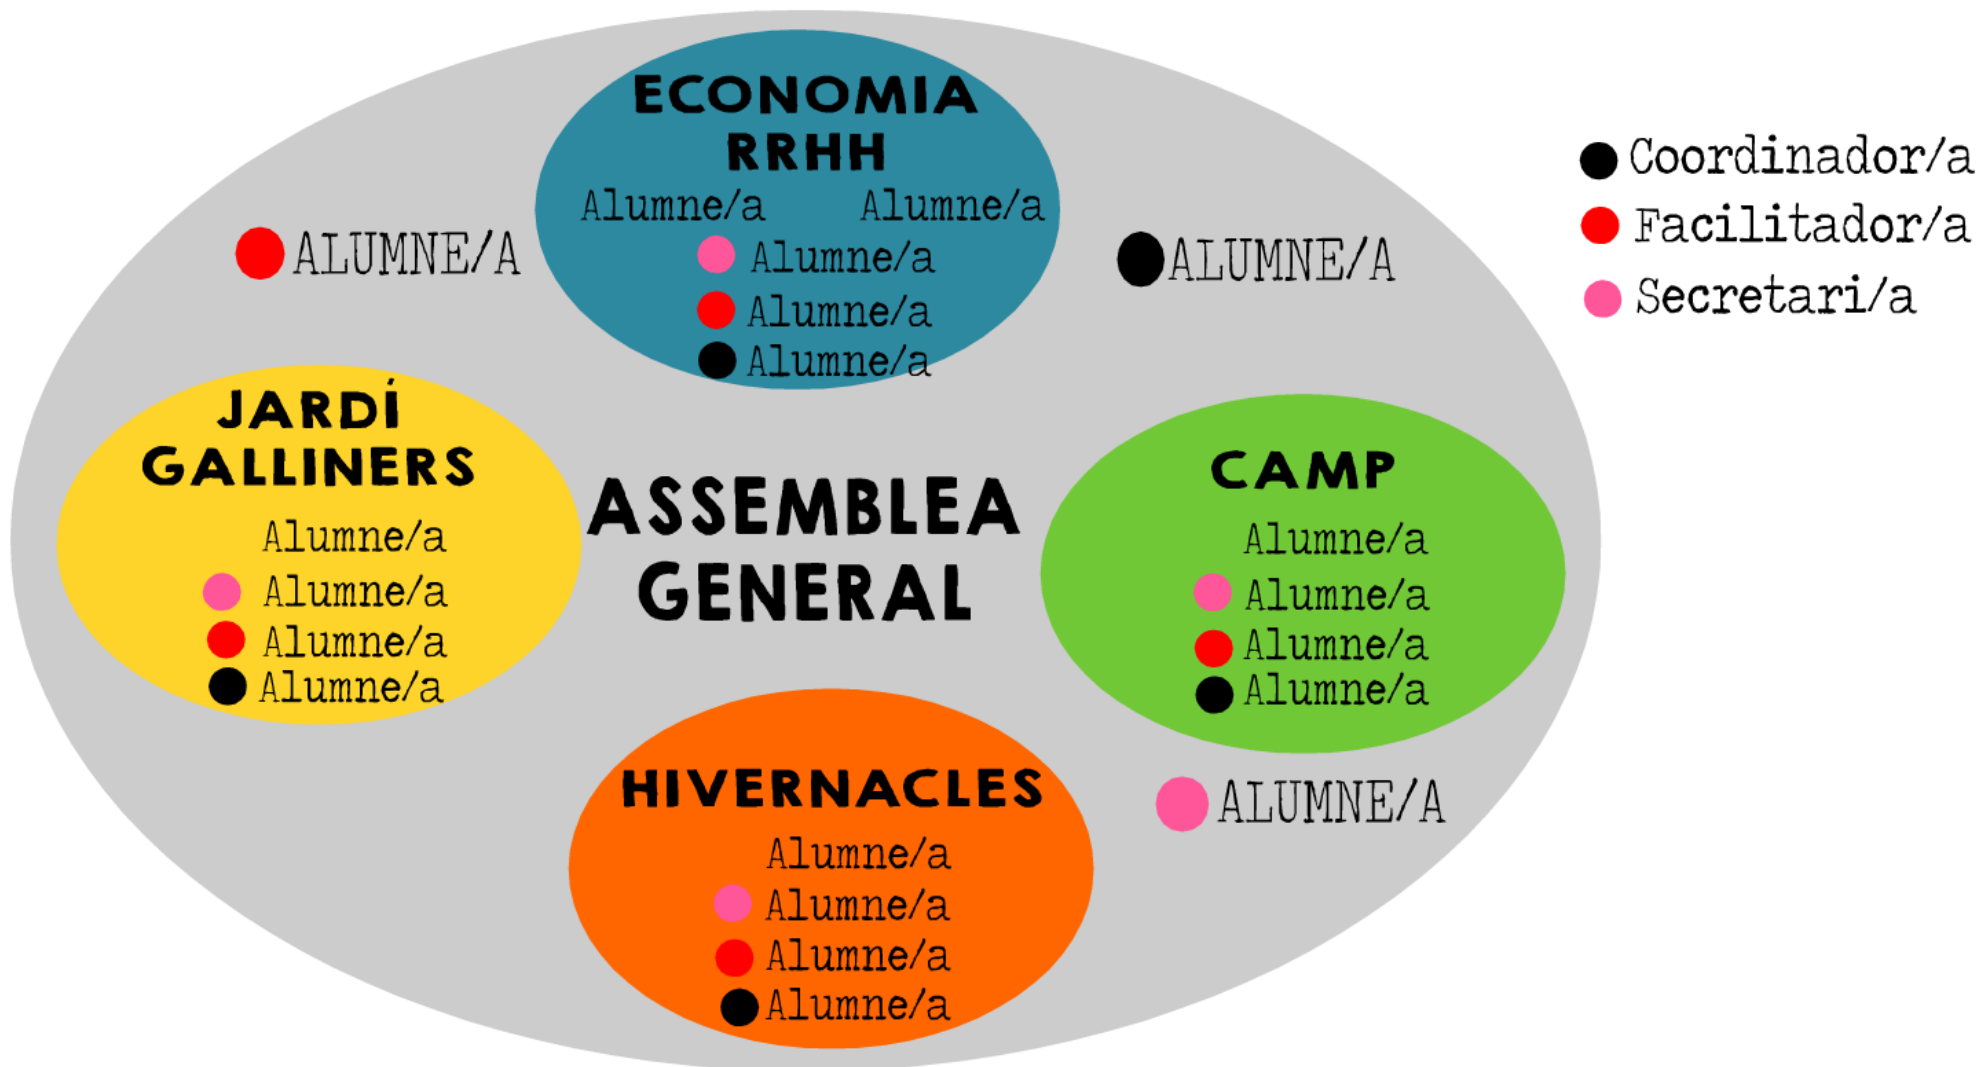 ECONOMIA
RRHH
Alumne/a Alumne/a
Alumne/a
Alumne/a
Alumne/a
ALUMNE/A
ALUMNE/A
Coordinador/a
Facilitador/a
Secretari/a
JARDÍ
GALLINERS
Alumne/a
Alumne/a
Alumne/a
Alumne/a
ASSEMBLEA
GENERAL
CAMP
Alumne/a
Alumne/a
Alumne/a
Alumne/a
HIVERNACLES
Alumne/a
Alumne/a
Alumne/a
Alumne/a
ALUMNE/A